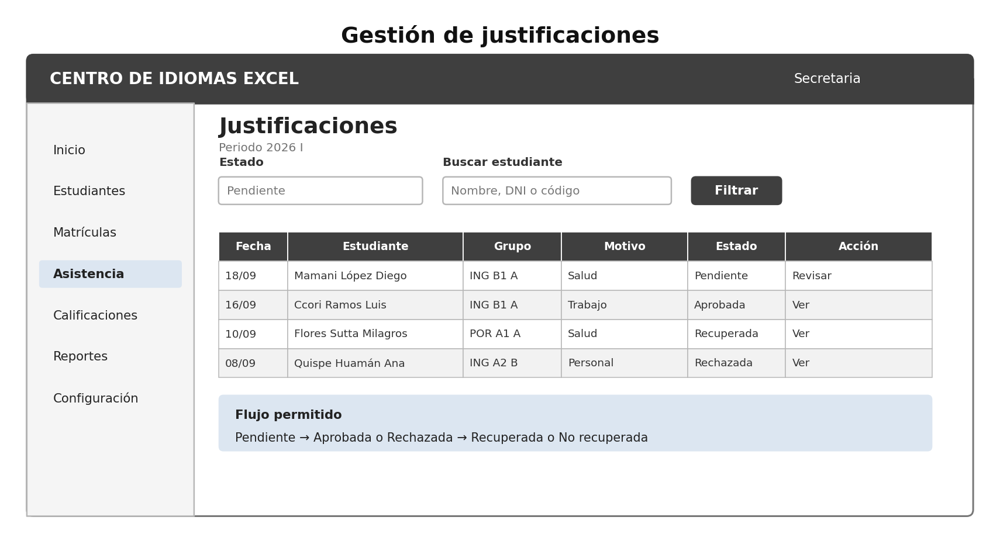 Gestión de justificaciones
CENTRO DE IDIOMAS EXCEL
Secretaria
Inicio
Estudiantes
Matrículas
Asistencia
Calificaciones
Reportes
Configuración
Justificaciones
Periodo 2026 I
Estado Buscar estudiante
Pendiente Nombre, DNI o código Filtrar
Fecha Estudiante Grupo Motivo Estado Acción
18/09 Mamani López Diego ING B1 A Salud Pendiente Revisar
16/09 Ccori Ramos Luis ING B1 A Trabajo Aprobada Ver
10/09 Flores Sutta Milagros POR A1 A Salud Recuperada Ver
08/09 Quispe Huamán Ana ING A2 B Personal Rechazada Ver
Flujo permitido
Pendiente → Aprobada o Rechazada → Recuperada o No recuperada